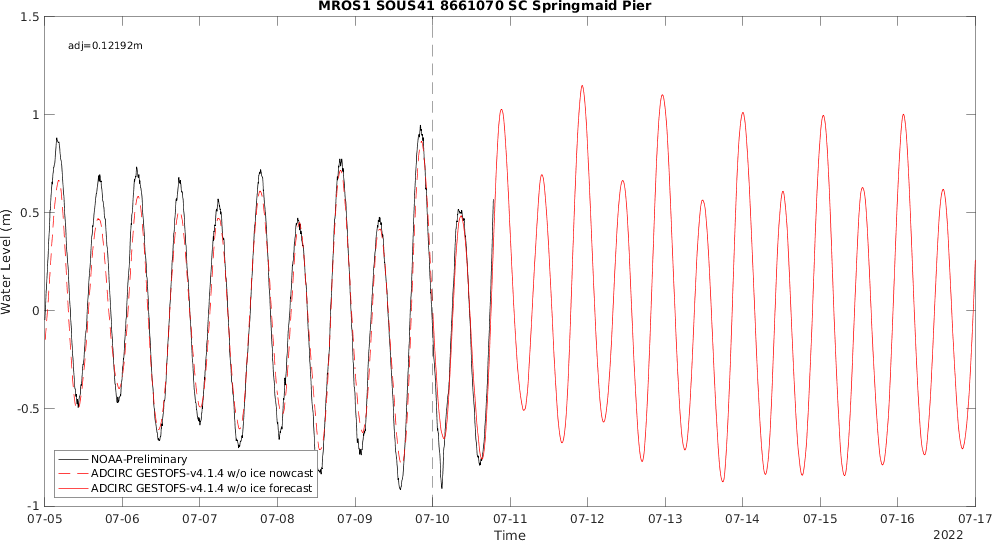 MROS1 SOUS41 8661070 SC Springmaid Pier
1.5
adj=0.12192m
1
0.5
0
-0.5
-1
Water Level (m)
NOAA-Preliminary
ADCIRC GESTOFS-v4.1.4 w/o ice nowcast
ADCIRC GESTOFS-v4.1.4 w/o ice forecast
07-05 07-06 07-07 07-08 07-09 07-10 07-11 07-12 07-13 07-14 07-15 07-16 07-17
Time
2022